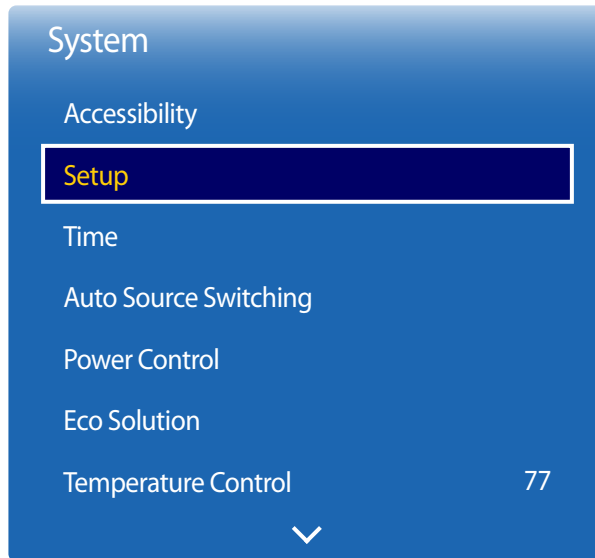 System
Accessibility
Setup
Time
Auto Source Switching
Power Control
Eco Solution
Temperature Control 77